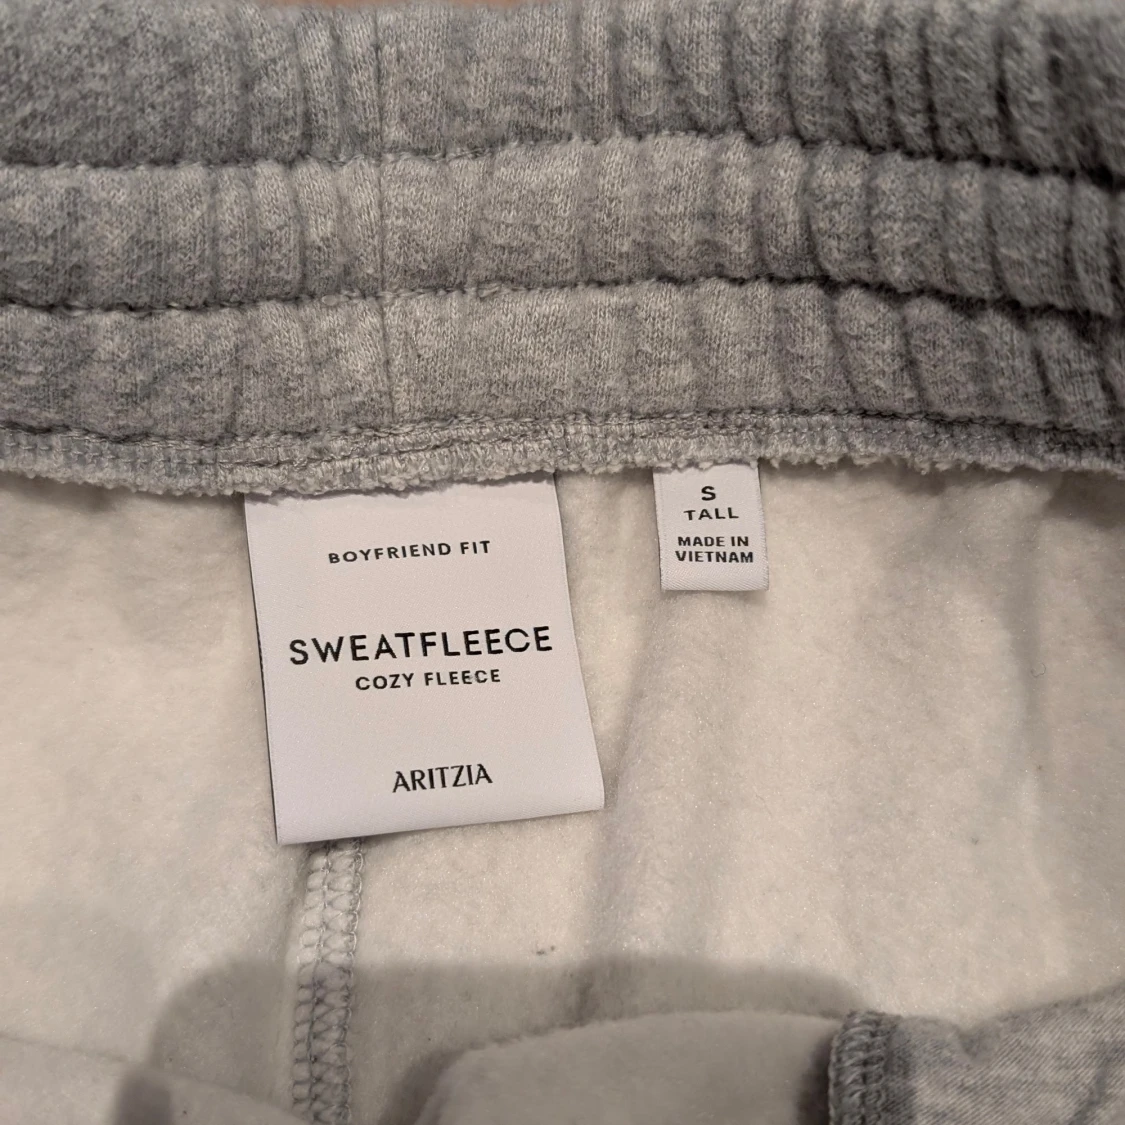 BOYFRIEND FIT
SWEATFLEECE
COZY FLEECE
ARITZIA
S
TALL
MADE IN
VIETNAM